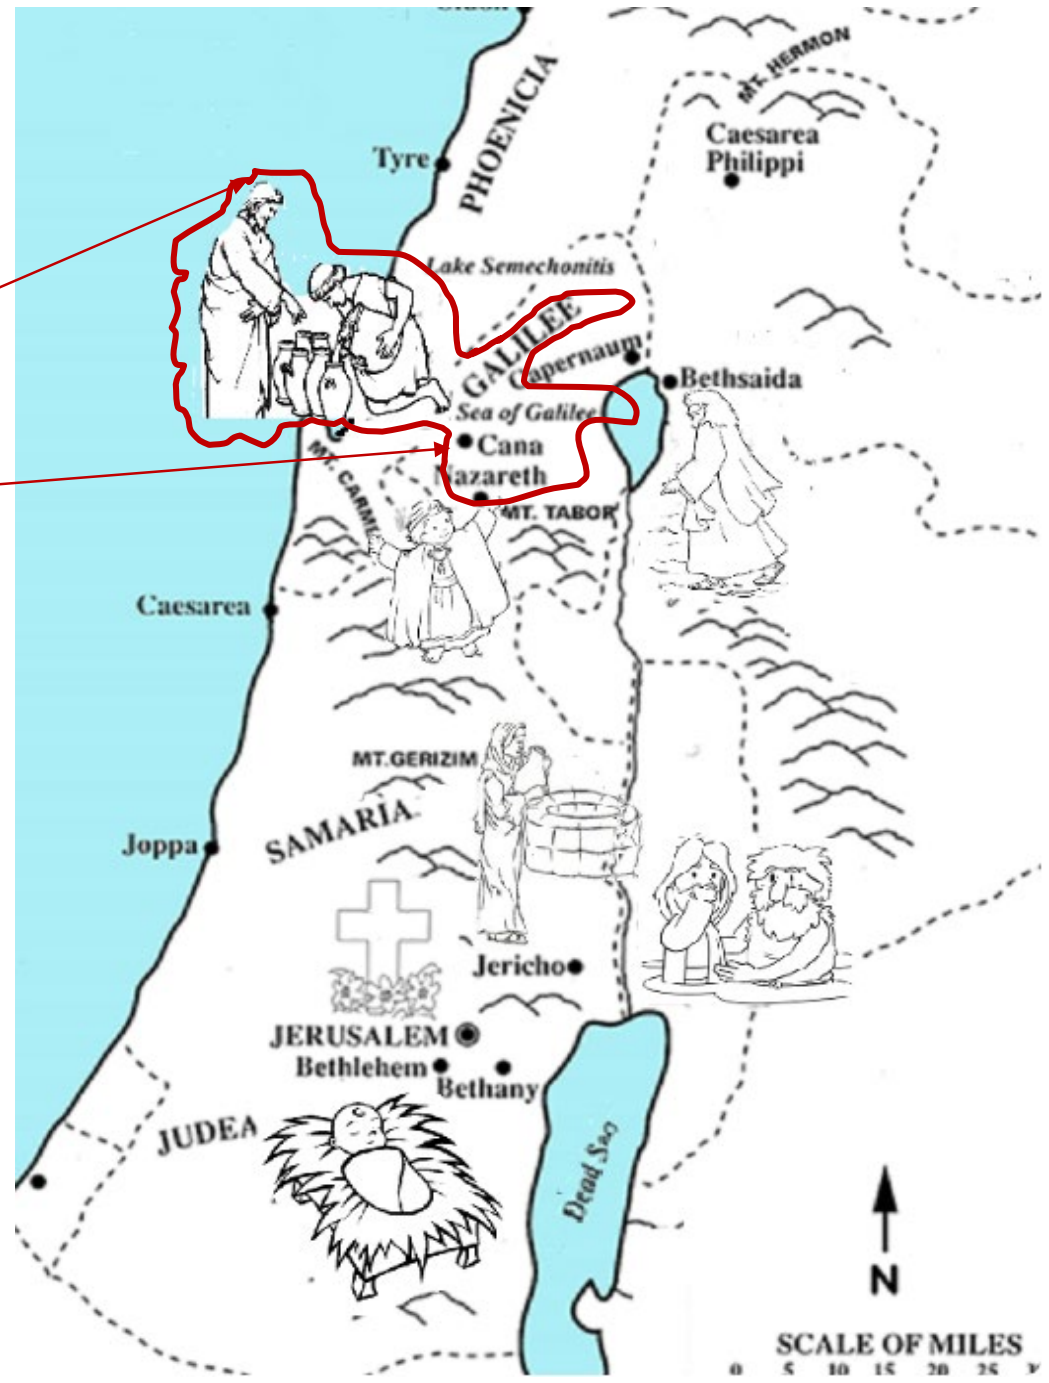 MT. HERMON
PHOENICIA
Caesarea
Philippi
Tyre
Lake Semechonitis
GALILEE
Capernaum
Bethsaida
Sea of Galilee
Cana
Nazareth
MT. CARMEL
MT. TABOR
Caesarea
MT.GERIZIM
SAMARIA
Joppa
Jericho
JERUSALEM
Bethlehem
Bethany
JUDEA
Dead Sea
N
SCALE OF MILES
0 5 10 15 20 25